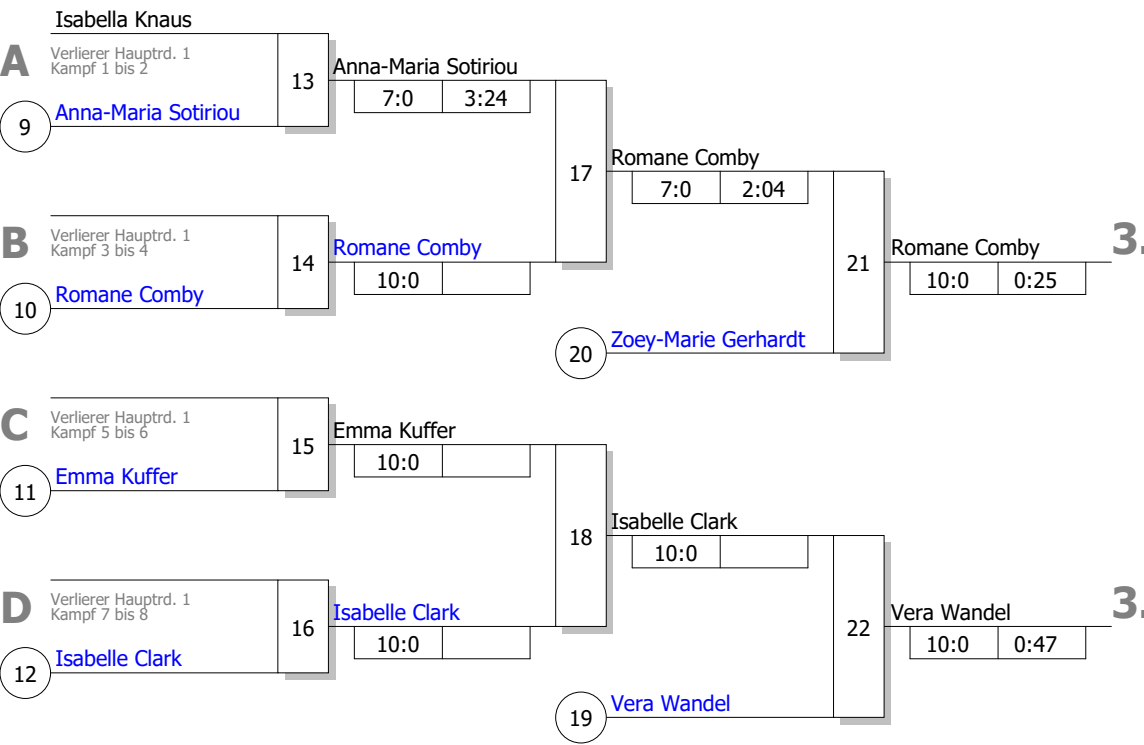 Isabella Knaus
A
Verlierer Hauptrd. 1
Kampf 1 bis 2
13
Anna-Maria Sotiriou
7:0 3:24
9
Anna-Maria Sotiriou
17
Romane Comby
7:0 2:04
B
Verlierer Hauptrd. 1
Kampf 3 bis 4
14
Romane Comby
10:0
10
Romane Comby
21
Romane Comby
10:0 0:25
3.
20
Zoey-Marie Gerhardt
C
Verlierer Hauptrd. 1
Kampf 5 bis 6
15
Emma Kuffer
10:0
11
Emma Kuffer
18
Isabelle Clark
10:0
D
Verlierer Hauptrd. 1
Kampf 7 bis 8
16
Isabelle Clark
10:0
12
Isabelle Clark
22
Vera Wandel
10:0 0:47
3.
19
Vera Wandel